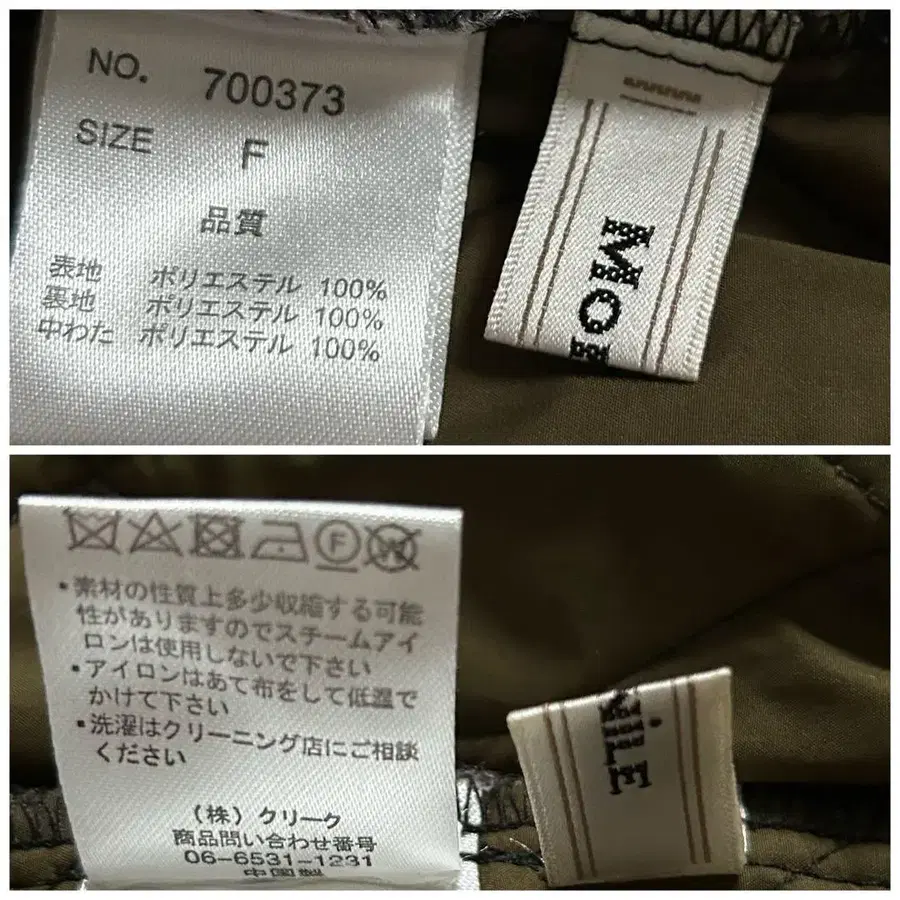 NO. 700373
SIZE F
品質
表地 ポリエステル 100%
裏地 ポリエステル 100%
中わた ポリエステル 100%
MO
F W
・素材の性質上多少収縮する可能
性がありますのでスチームアイ
ロンは使用しないで下さい
・アイロンはあて布をして低温で
かけて下さい
・洗濯はクリーニング店にご相談
ください
(株)クリーク
商品問い合わせ番号
06-6531-1231
中国製
iLE